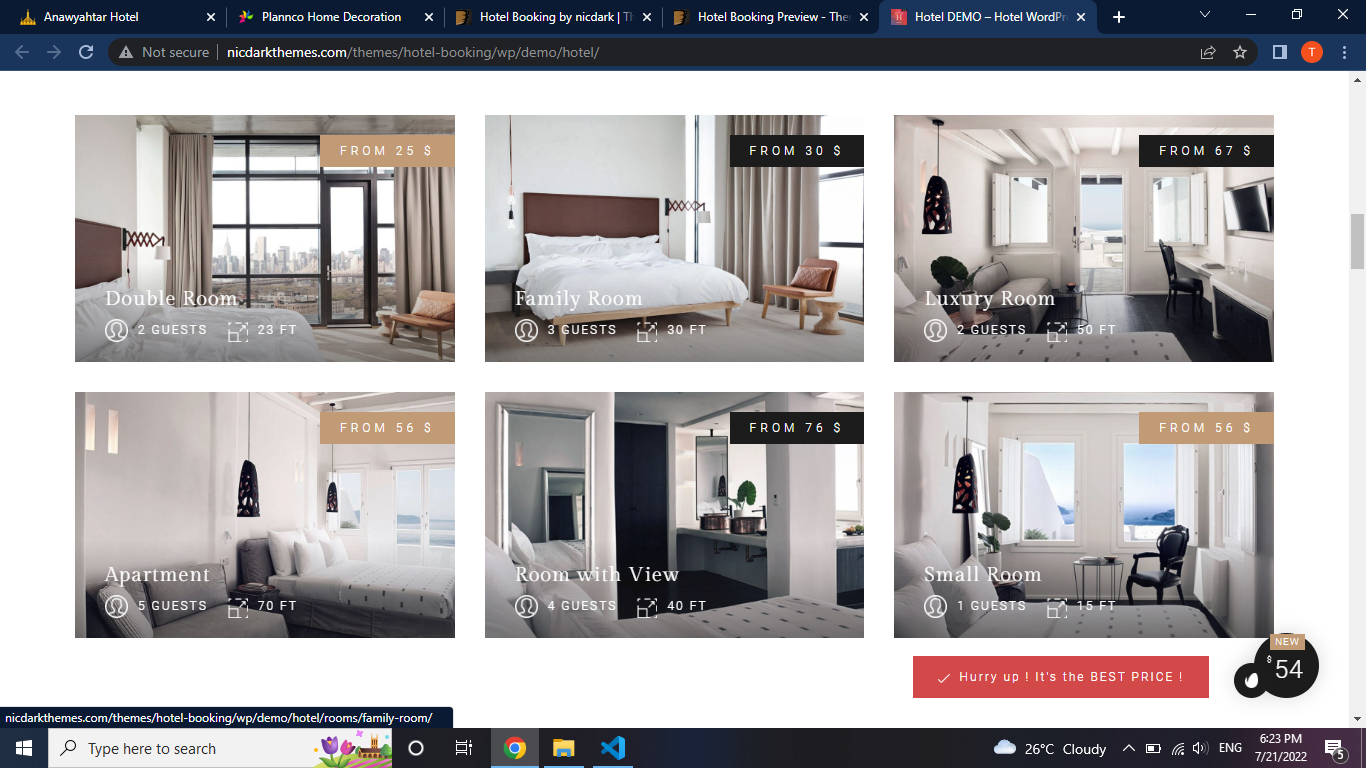 Anawyahtar Hotel
Plannco Home Decoration
Hotel Booking by nicdark | Th
Hotel Booking Preview - Ther
Hotel DEMO – Hotel WordPr
Not secure
nicdarkthemes.com/themes/hotel-booking/wp/demo/hotel/
T
FROM 25 $
Double Room
2 GUESTS 23 FT
FROM 30 $
Family Room
3 GUESTS 30 FT
FROM 67 $
Luxury Room
2 GUESTS 50 FT
FROM 56 $
Apartment
5 GUESTS 70 FT
FROM 76 $
Room with View
4 GUESTS 40 FT
FROM 56 $
Small Room
1 GUESTS 15 FT
Hurry up ! It's the BEST PRICE !
NEW
$ 54
nicdarkthemes.com/themes/hotel-booking/wp/demo/hotel/rooms/family-room/
Type here to search
26°C Cloudy
ENG
6:23 PM
7/21/2022
5